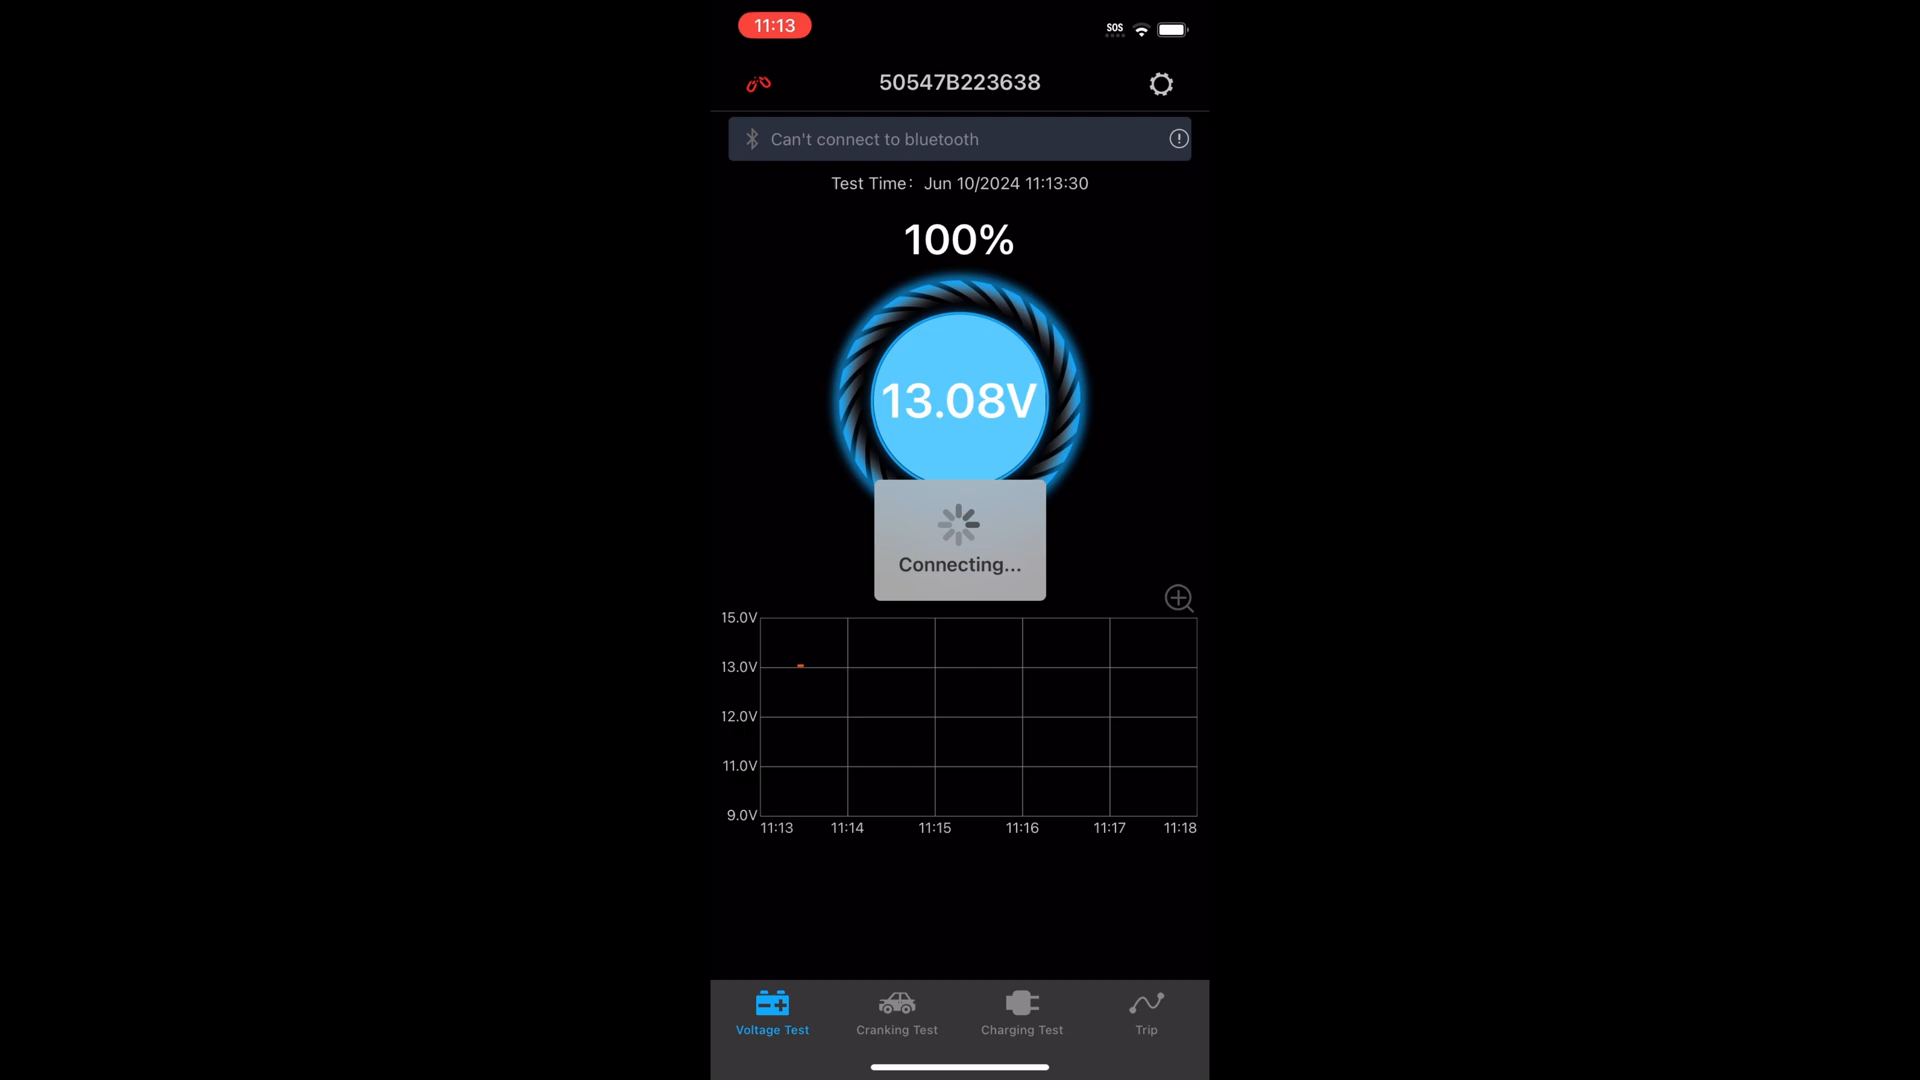 11:13
SOS
50547B223638
Can't connect to bluetooth
Test Time: Jun 10/2024 11:13:30
100%
13.08V
Connecting...
15.0V
13.0V
12.0V
11.0V
9.0V
11:13 11:14 11:15 11:16 11:17 11:18
Voltage Test Cranking Test Charging Test Trip